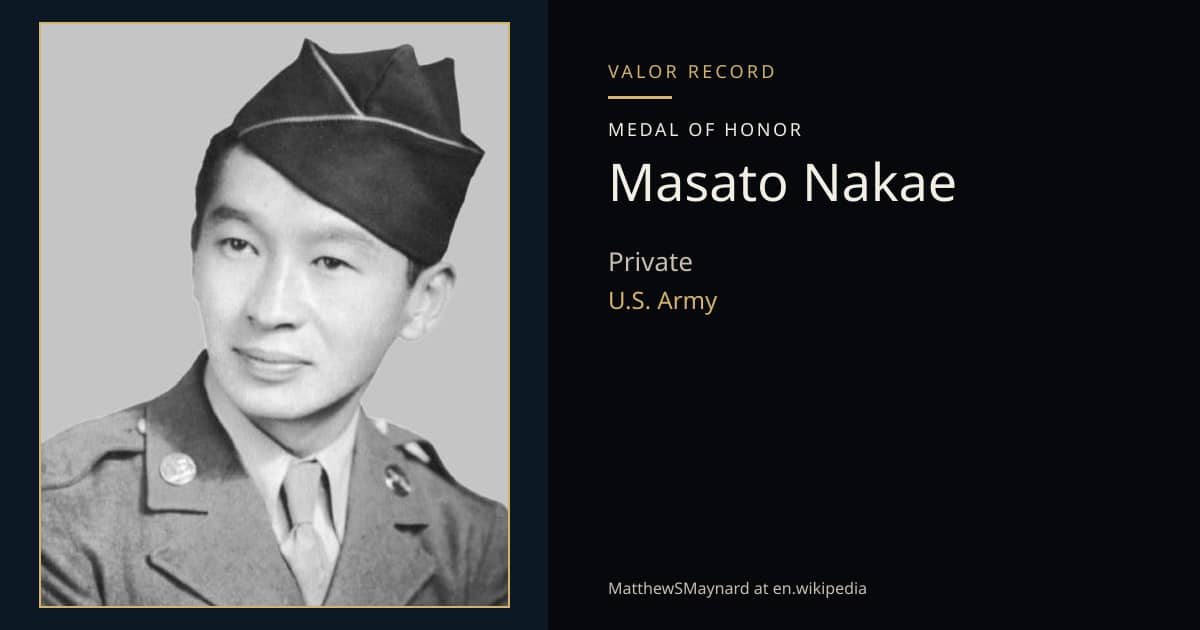 VALOR RECORD
MEDAL OF HONOR
Masato Nakae
Private
U.S. Army
MatthewSMaynard at en.wikipedia